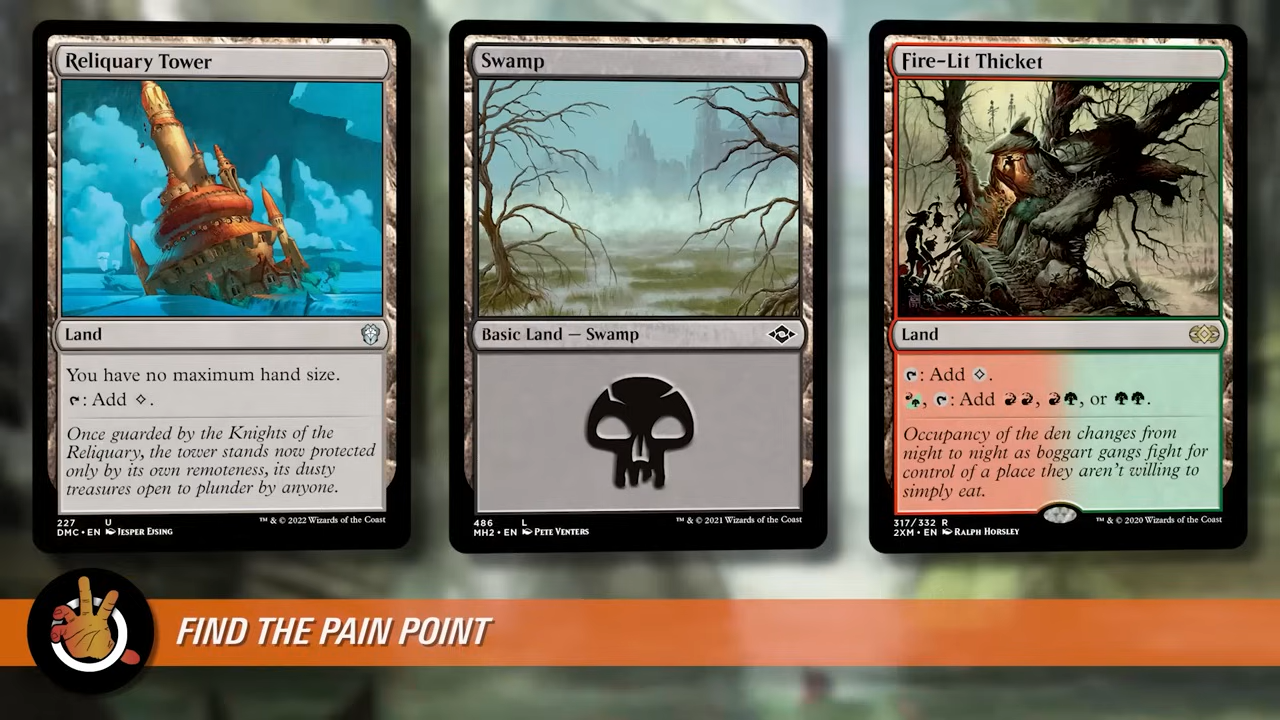 Reliquary Tower
Land
You have no maximum hand size.
: Add .
Once guarded by the Knights of the
Reliquary, the tower stands now protected
only by its own remoteness, its dusty
treasures open to plunder by anyone.
227 U
DMC • EN Jesper Eising
™ & © 2022 Wizards of the Coast
Swamp
Basic Land — Swamp
486 L
MH2 • EN Pete Venters
™ & © 2021 Wizards of the Coast
Fire-Lit Thicket
Land
: Add .
, : Add , , or .
Occupancy of the den changes from
night to night as boggart gangs fight for
control of a place they aren't willing to
simply eat.
317/332 R
2XM • EN Ralph Horsley
™ & © 2020 Wizards of the Coast
FIND THE PAIN POINT